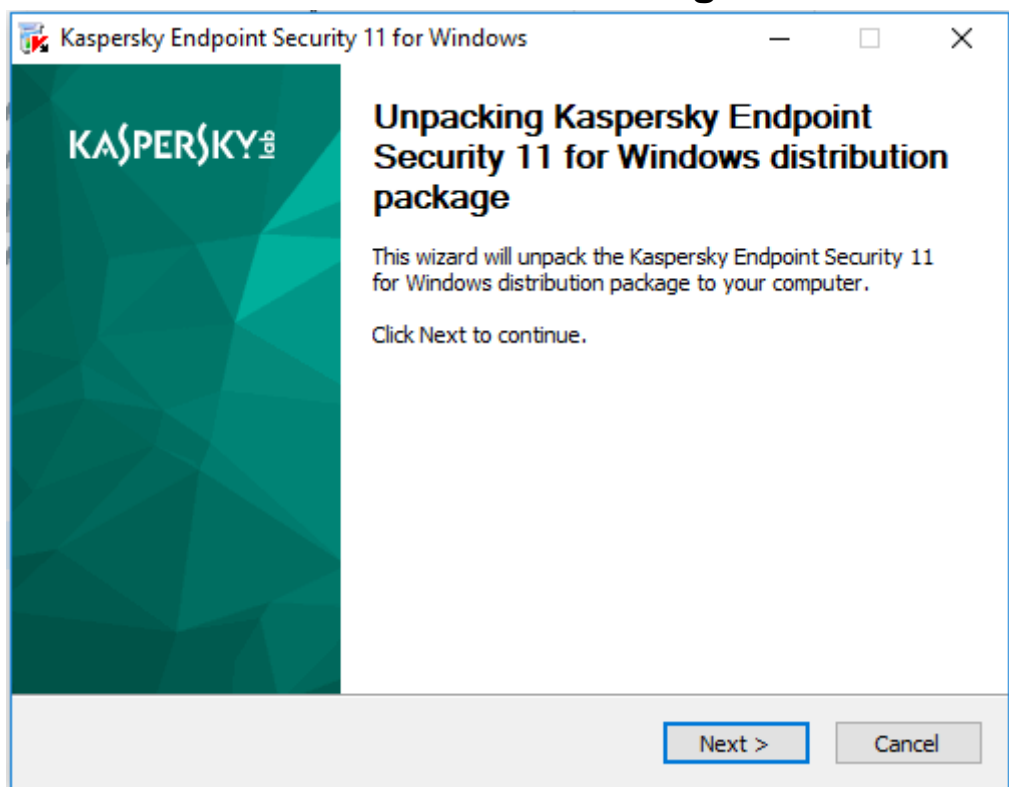 Kaspersky Endpoint Security 11 for Windows
KASPERSKY lab
Unpacking Kaspersky Endpoint
Security 11 for Windows distribution
package
This wizard will unpack the Kaspersky Endpoint Security 11
for Windows distribution package to your computer.
Click Next to continue.
Next >
Cancel